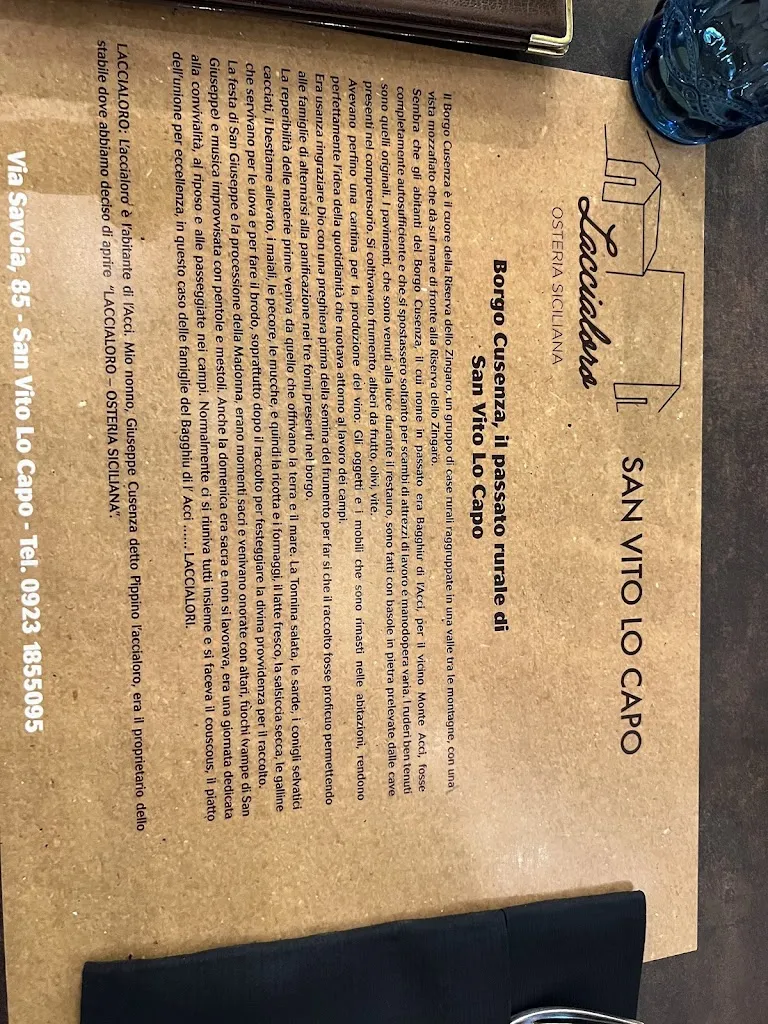 Laccialoro
OSTERIA SICILIANA
SAN VITO LO CAPO
Borgo Cusenza, il passato rurale di
San Vito Lo Capo
Il Borgo Cusenza è il cuore della Riserva dello Zingaro, un gruppo di case rurali raggruppate in una valle tra le montagne, con una
vista mozzafiato che dà sul mare di fronte alla Riserva dello Zingaro.
Sembra che gli abitanti del Borgo Cusenza, il cui nome in passato era Bagghiu di l'Acci, per il vicino Monte Acci, fosse
completamente autosufficiente e che si spostassero soltanto per scambi di attrezzi di lavoro e manodopera varia. I ruderi ben tenuti
sono quelli originali. I pavimenti, che sono venuti alla luce durante il restauro, sono fatti con basole in pietra prelevate dalle cave
presenti nel comprensorio. Si coltivavano frumento, alberi da frutto, olivi, vite.
Avevano perfino una cantina per la produzione del vino. Gli oggetti e i mobili che sono rimasti nelle abitazioni, rendono
perfettamente l'idea della quotidianità che ruotava attorno al lavoro dei campi.
Era usanza ringraziare Dio con una preghiera prima della semina del frumento per far si che il raccolto fosse proficuo permettendo
alle famiglie di alternarsi alla panificazione nei tre forni presenti nel borgo.
La reperibilità delle materie prime veniva da quello che offrivano la terra e il mare. La Tonnina salata, le sarde, i conigli selvatici
cacciati, il bestiame allevato, i maiali, le pecore, le mucche, e quindi la ricotta e i formaggi, il latte fresco, la salsiccia secca, le galline
che servivano per le uova e per fare il brodo, soprattutto dopo il raccolto per festeggiare la divina provvidenza per il raccolto.
La festa di San Giuseppe e la processione della Madonna, erano momenti sacri e venivano onorate con altari, fuochi (vampe di San
Giuseppe) e musica improvvisata con pentole e mestoli. Anche la domenica era sacra e non si lavorava, era una giornata dedicata
alla convivialità, al riposo e alle passeggiate nei campi. Normalmente ci si riuniva tutti insieme e si faceva il couscous, il piatto
dell'unione per eccellenza, in questo caso delle famiglie del Bagghiu di l' Acci ...... LACCIALORI.
LACCIALORO: L'accialoro è l'abitante di l'Acci. Mio nonno, Giuseppe Cusenza detto Pippino l'accialoro, era il proprietario dello
stabile dove abbiamo deciso di aprire "LACCIALORO – OSTERIA SICILIANA".
Via Savoia, 85 - San Vito Lo Capo - Tel. 0923 1855095